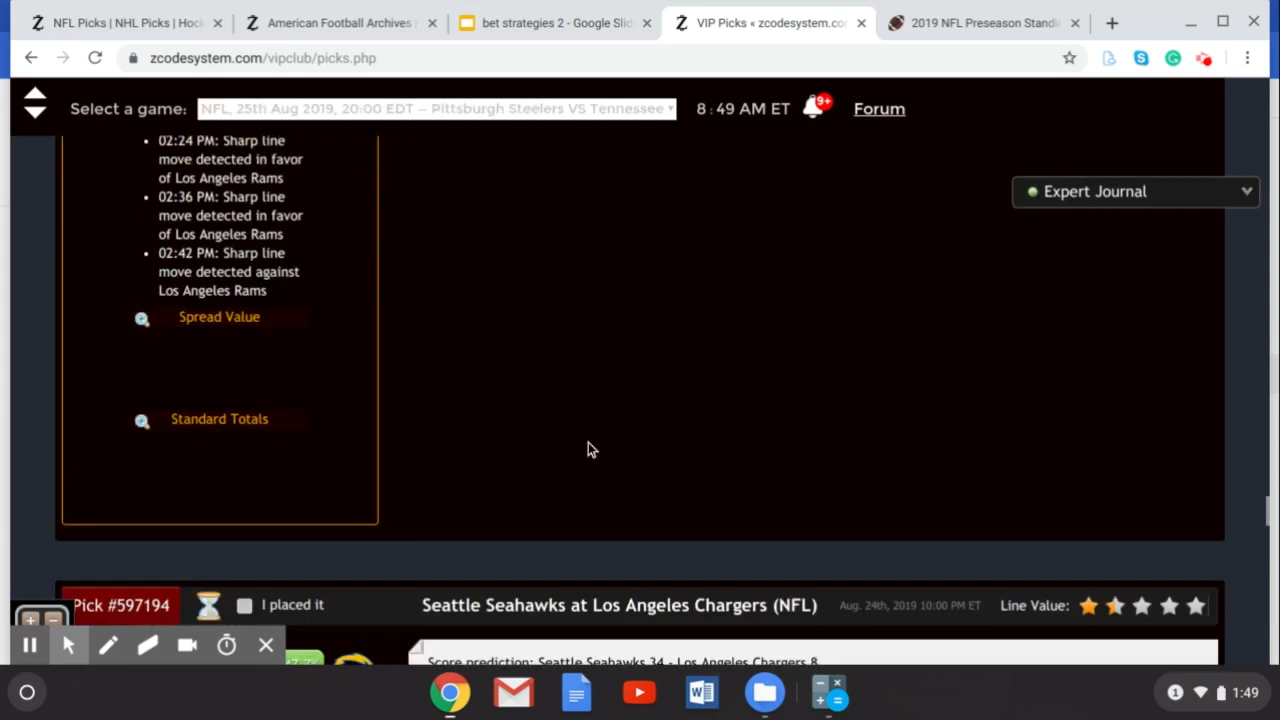 NFL Picks | NHL Picks | Hock
American Football Archives |
bet strategies 2 - Google Slid
VIP Picks « zcodesystem.com
2019 NFL Preseason Standi
zcodesystem.com/vipclub/picks.php
Select a game:
NFL, 25th Aug 2019, 20:00 EDT – Pittsburgh Steelers VS Tennessee
8:49 AM ET
9+
Forum
Expert Journal
02:24 PM: Sharp line
move detected in favor
of Los Angeles Rams
02:36 PM: Sharp line
move detected in favor
of Los Angeles Rams
02:42 PM: Sharp line
move detected against
Los Angeles Rams
Spread Value
Standard Totals
Pick #597194
I placed it
Seattle Seahawks at Los Angeles Chargers (NFL)
Aug. 24th, 2019 10:00 PM ET
Line Value:
Score prediction: Seattle Seahawks 34 - Los Angeles Chargers 8
1
1:49